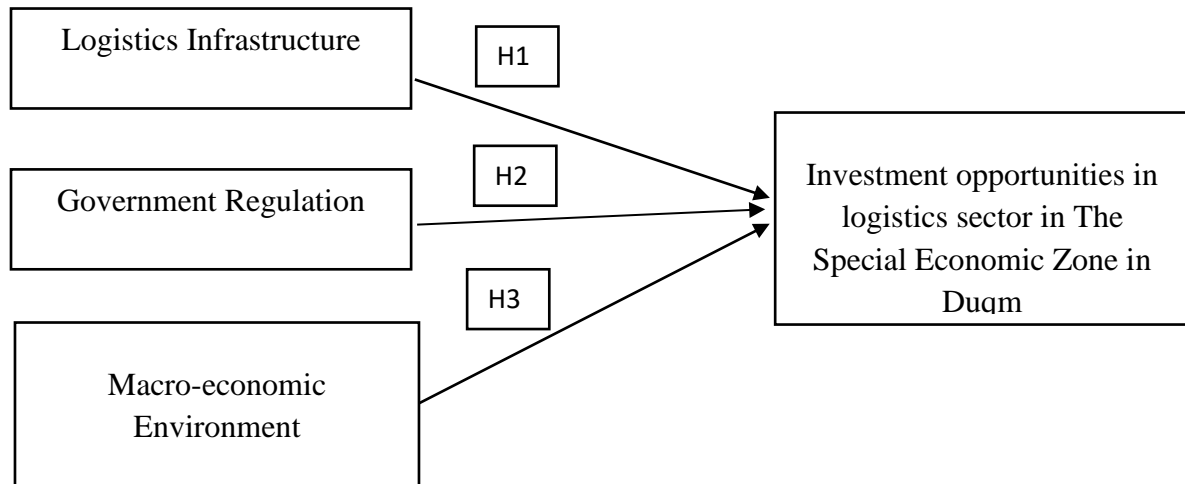 Logistics Infrastructure
H1
Government Regulation
H2
Macro-economic
Environment
H3
Investment opportunities in
logistics sector in The
Special Economic Zone in
Duqm